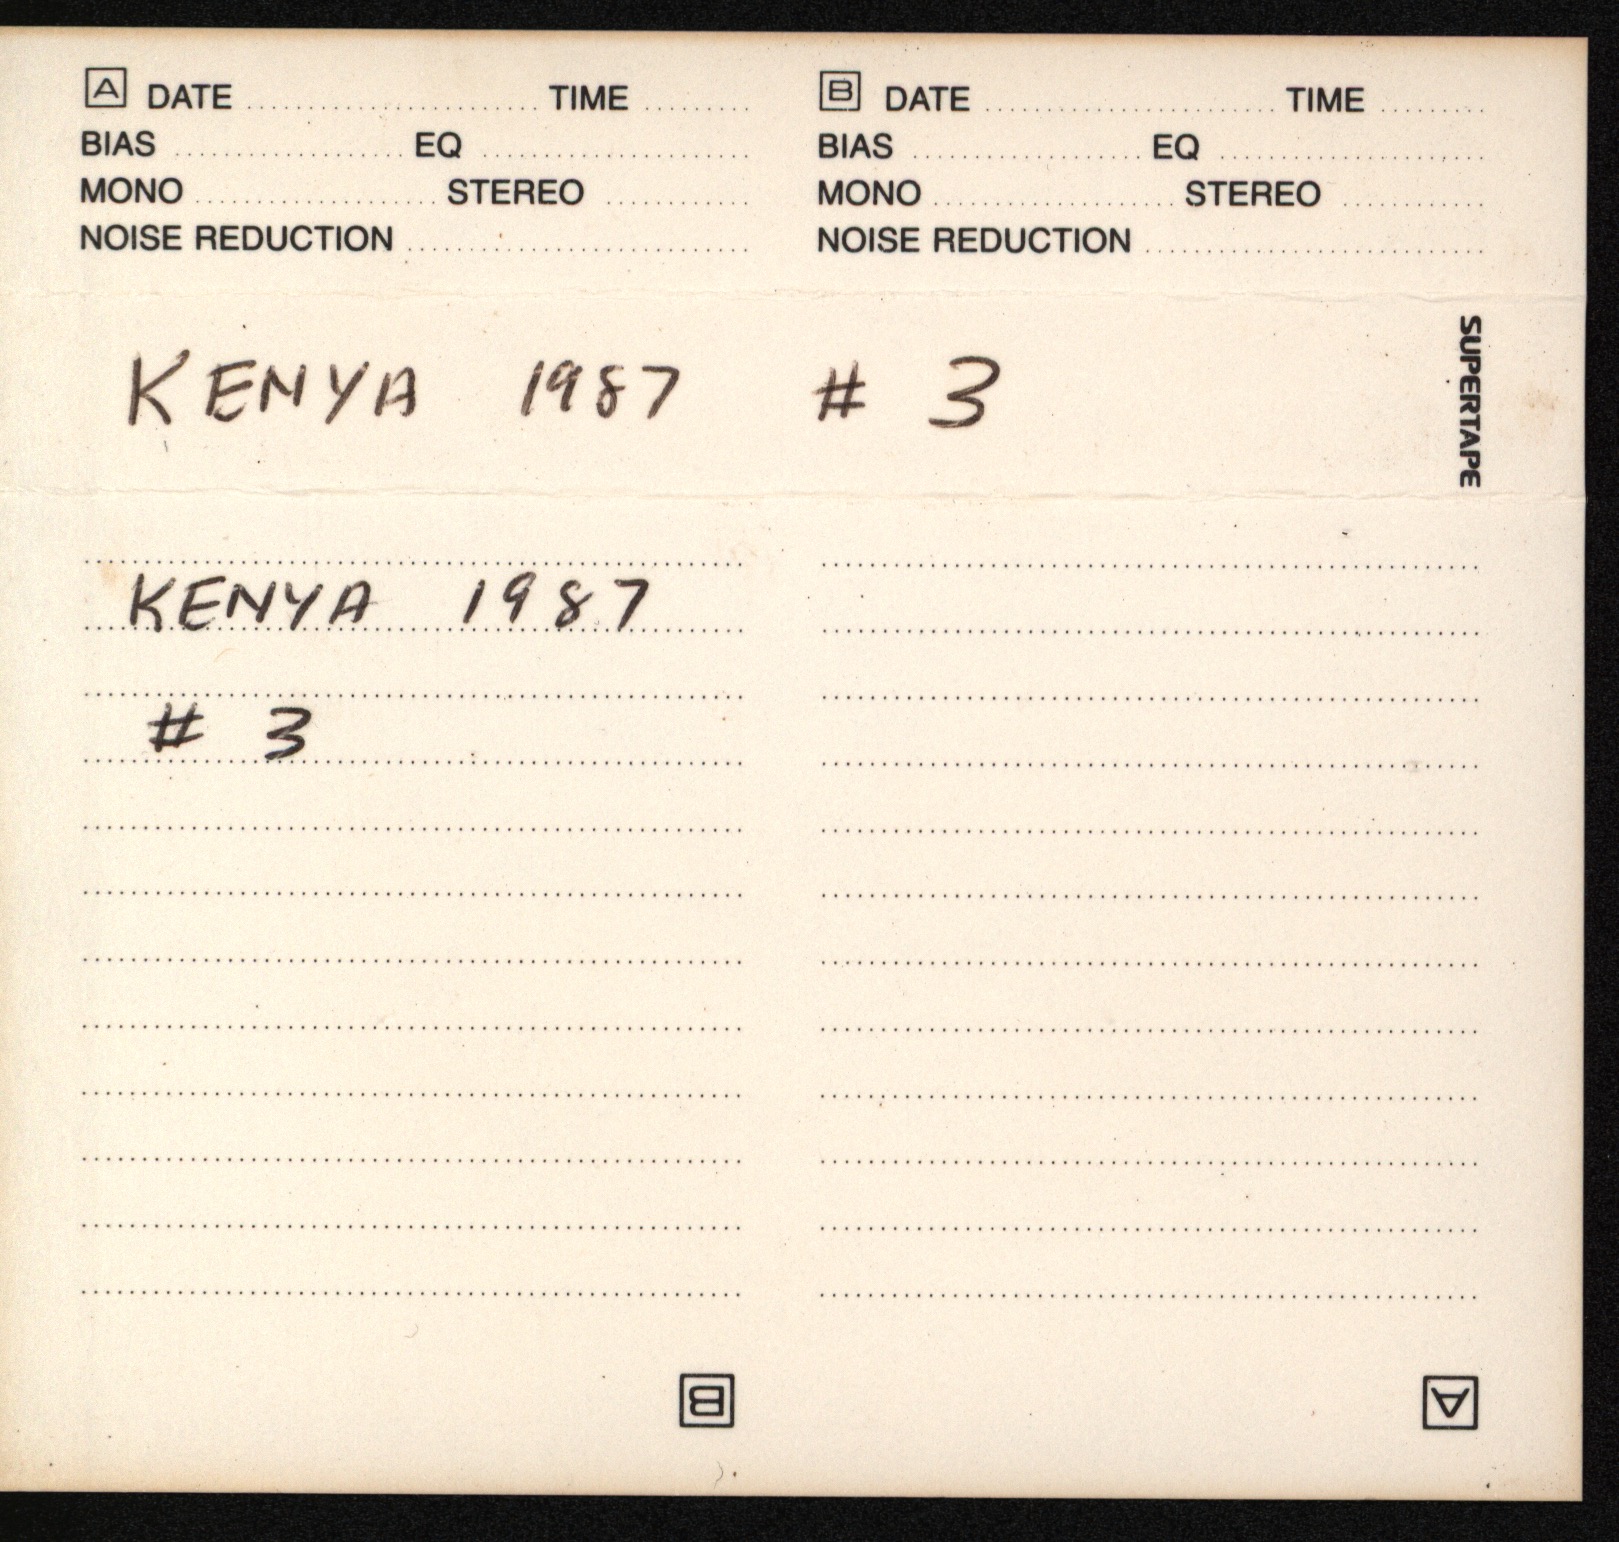 A DATE TIME B DATE TIME
BIAS EQ BIAS EQ
MONO STEREO MONO STEREO
NOISE REDUCTION NOISE REDUCTION
KENYA 1987 # 3
SUPERTAPE
KENYA 1987
# 3
B A